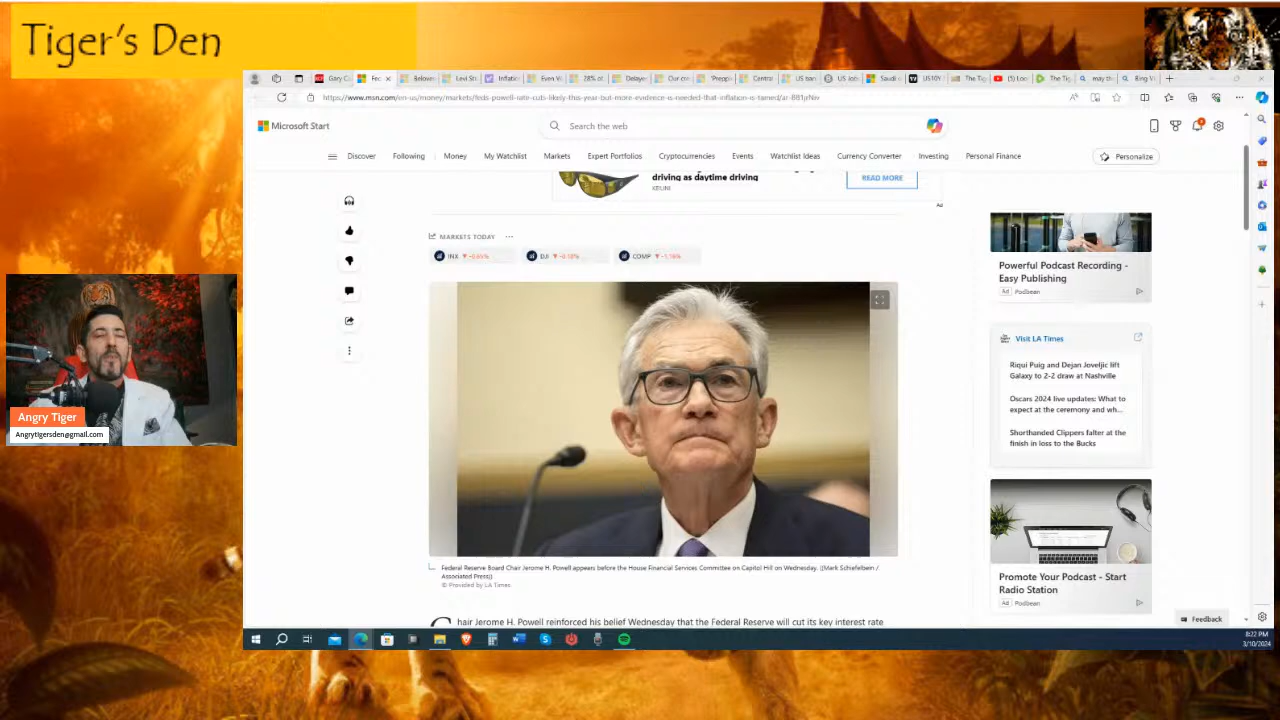 Tiger's Den
https://www.msn.com/en-us/money/markets/feds-powell-rate-cuts-likely-this-year-but-more-evidence-is-needed-that-inflation-is-tamed/ar-BB1jrNiv
Microsoft Start
Search the web
Discover
Following
Money
My Watchlist
Markets
Expert Portfolios
Cryptocurrencies
Events
Watchlist Ideas
Currency Converter
Investing
Personal Finance
Personalize
driving as daytime driving
READ MORE
Ad
MARKETS TODAY
INX
COMP
Powerful Podcast Recording -
Easy Publishing
Ad Podbean
Visit LA Times
Riqui Puig and Dejan Joveljic lift
Galaxy to 2-2 draw at Nashville
Oscars 2024 live updates: What to
expect at the ceremony and wh...
Shorthanded Clippers falter at the
finish in loss to the Bucks
Promote Your Podcast - Start
Radio Station
Ad Podbean
Angry Tiger
Angrytigersden@gmail.com
Federal Reserve Board Chair Jerome H. Powell appears before the House Financial Services Committee on Capitol Hill on Wednesday. ((Mark Schiefelbein /
Associated Press))
© Provided by LA Times
Chair Jerome H. Powell reinforced his belief Wednesday that the Federal Reserve will cut its key interest rate
Feedback
8:22 PM
3/10/2024